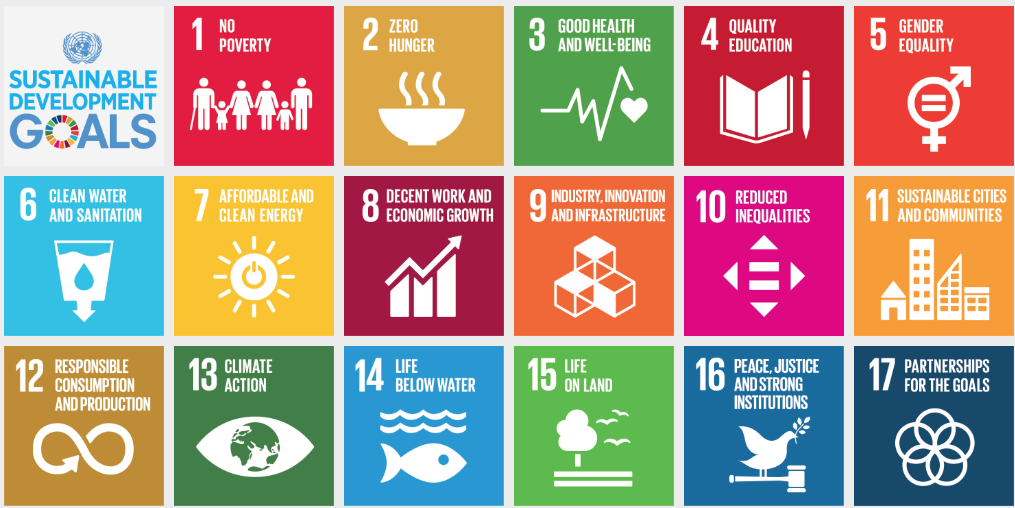 SUSTAINABLE
DEVELOPMENT
GOALS
1 NO
POVERTY
2 ZERO
HUNGER
3 GOOD HEALTH
AND WELL-BEING
4 QUALITY
EDUCATION
5 GENDER
EQUALITY
6 CLEAN WATER
AND SANITATION
7 AFFORDABLE AND
CLEAN ENERGY
8 DECENT WORK AND
ECONOMIC GROWTH
9 INDUSTRY, INNOVATION
AND INFRASTRUCTURE
10 REDUCED
INEQUALITIES
11 SUSTAINABLE CITIES
AND COMMUNITIES
12 RESPONSIBLE
CONSUMPTION
AND PRODUCTION
13 CLIMATE
ACTION
14 LIFE
BELOW WATER
15 LIFE
ON LAND
16 PEACE, JUSTICE
AND STRONG
INSTITUTIONS
17 PARTNERSHIPS
FOR THE GOALS